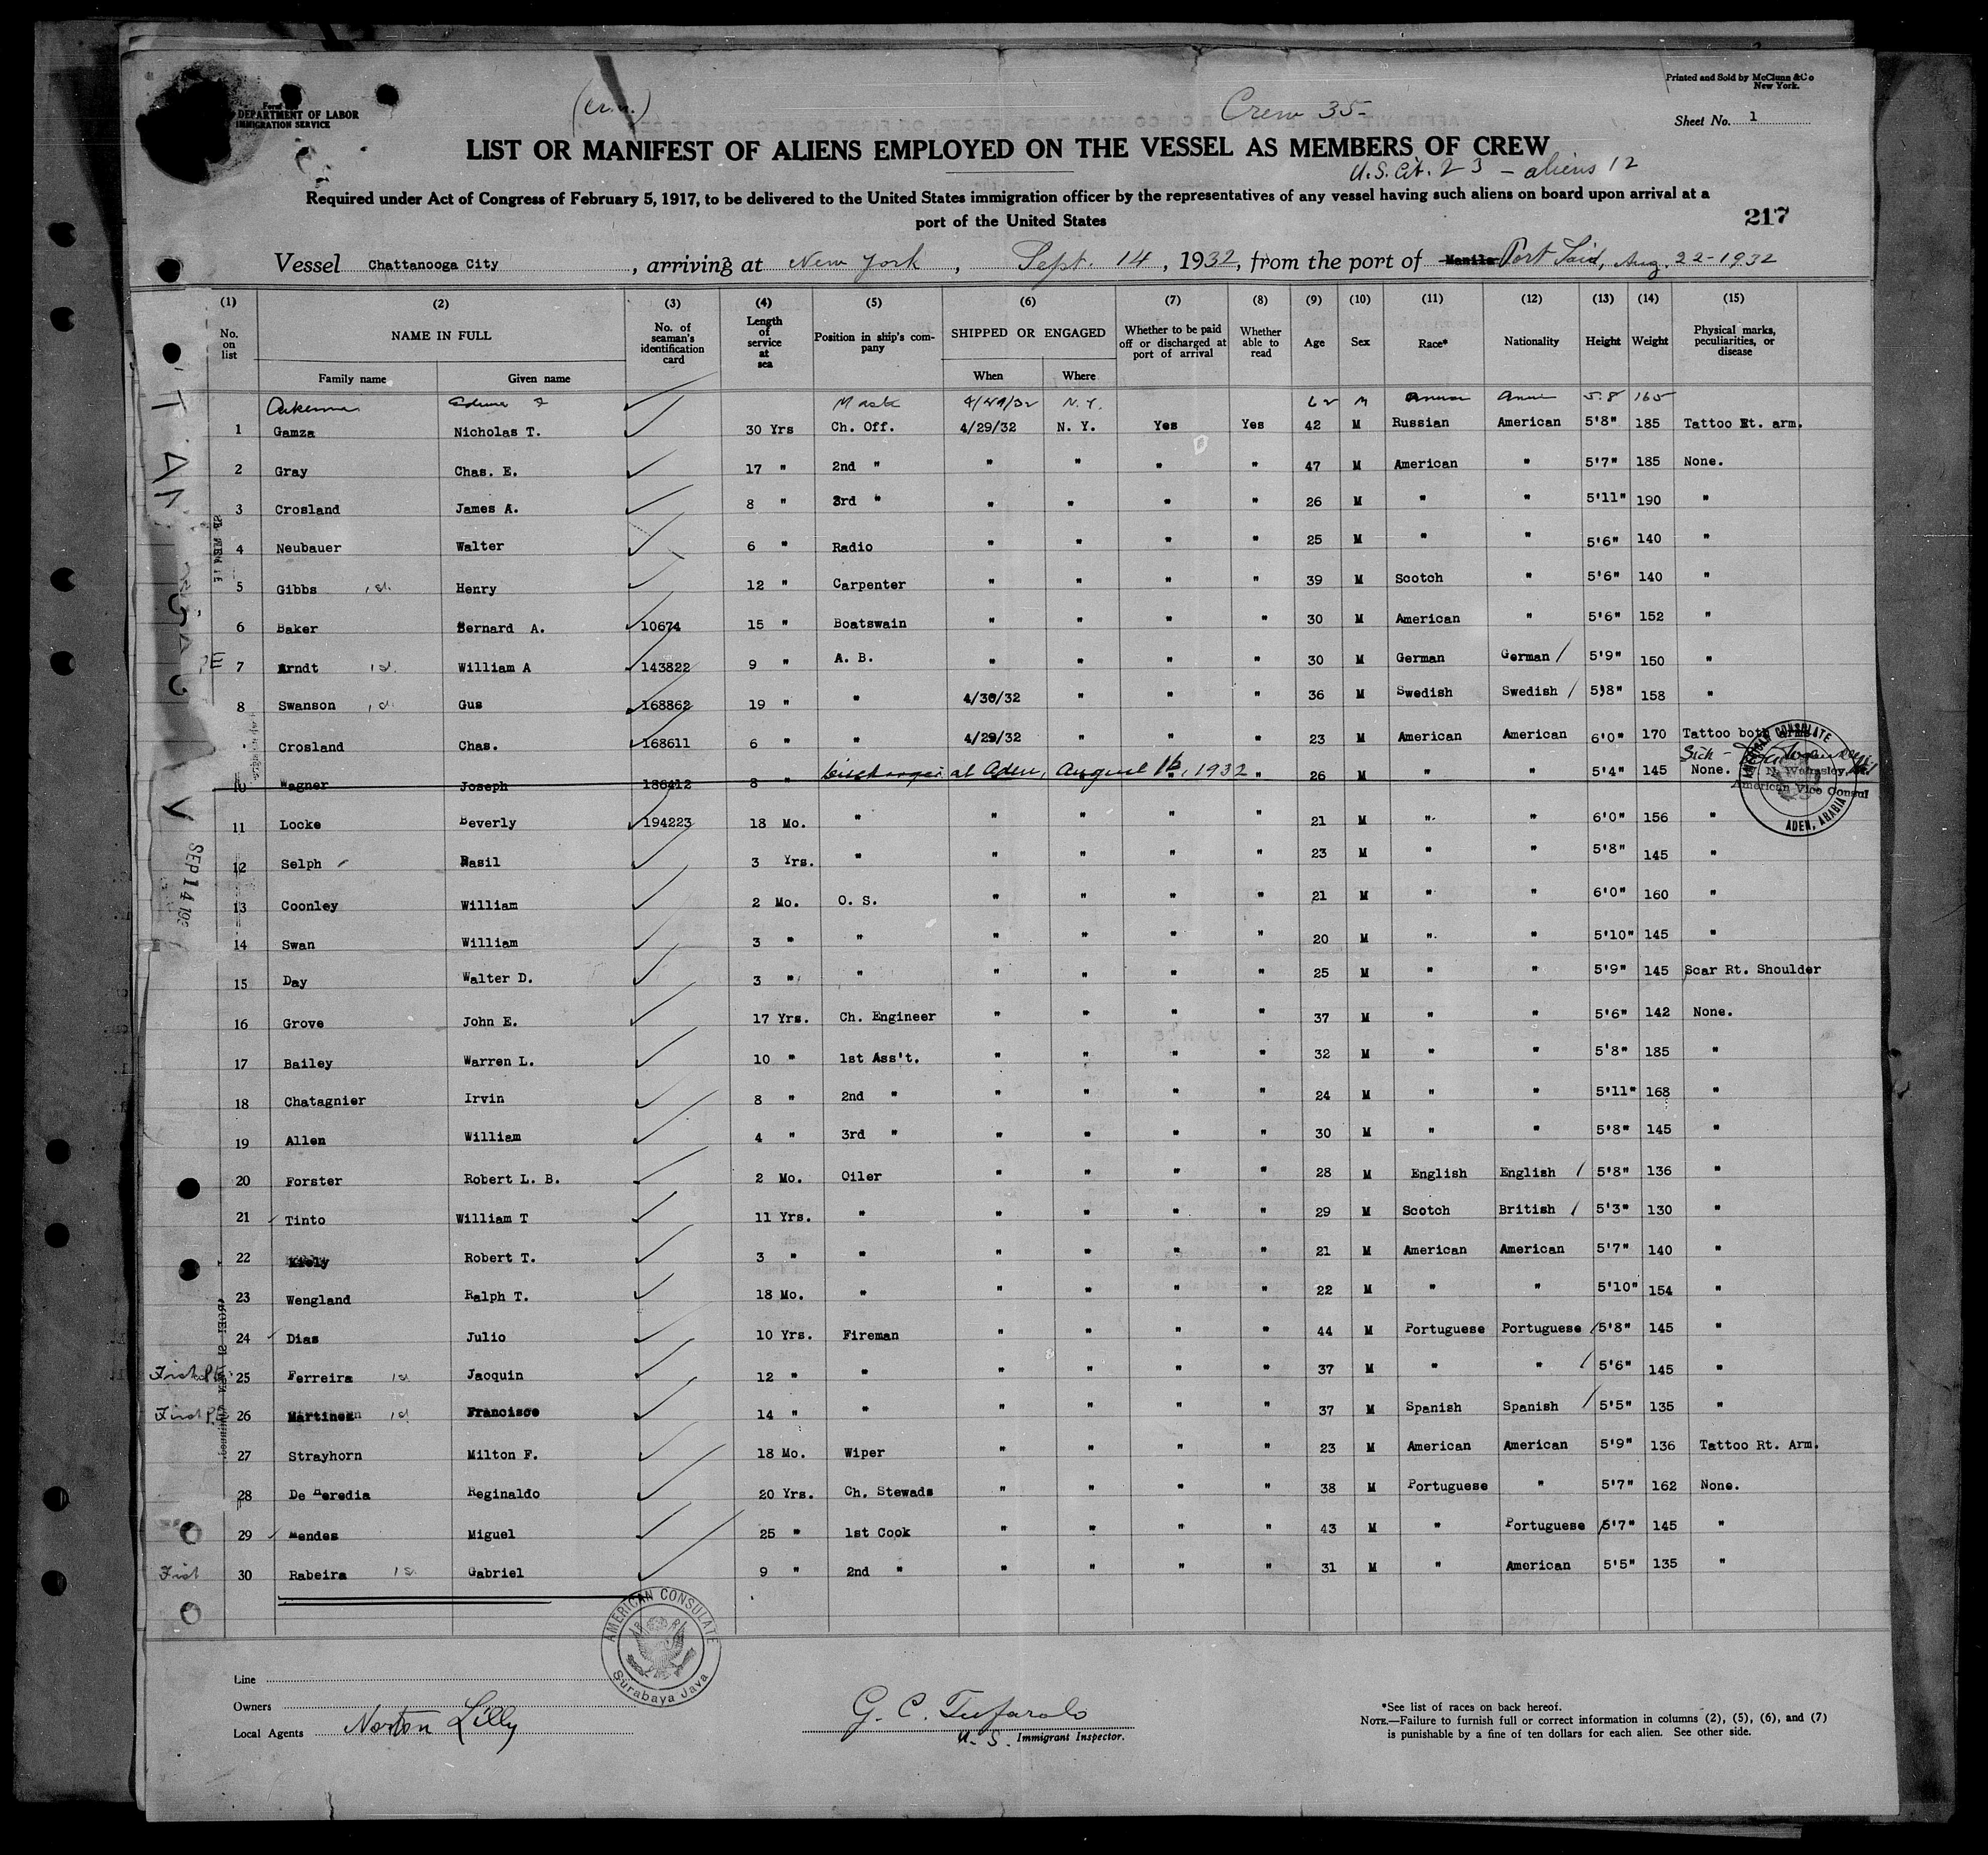 Printed and Sold by McClunn & Co
New York.
DEPARTMENT OF LABOR
IMMIGRATION SERVICE
Crew 35-
Sheet No. 1
LIST OR MANIFEST OF ALIENS EMPLOYED ON THE VESSEL AS MEMBERS OF CREW
U.S. Cit. 23 - aliens 12
Required under Act of Congress of February 5, 1917, to be delivered to the United States immigration officer by the representatives of any vessel having such aliens on board upon arrival at a
port of the United States
217
Vessel Chattanooga City, arriving at New York, Sept. 14, 1932, from the port of Manila Port Said, Aug. 22-1932
(1) (2) (3) (4) (5) (6) (7) (8) (9) (10) (11) (12) (13) (14) (15)
No. on list NAME IN FULL No. of seaman's identification card Length of service at sea Position in ship's company SHIPPED OR ENGAGED Whether to be paid off or discharged at port of arrival Whether able to read Age Sex Race* Nationality Height Weight Physical marks, peculiarities, or disease
Family name Given name When Where
N.Y. M 5.8 165
1 Gamza Nicholas T. 30 Yrs Ch. Off. 4/29/32 N. Y. Yes Yes 42 M Russian American 5'8" 185 Tattoo Rt. arm.
2 Gray Chas. E. 17 " 2nd " " " " " 47 M American " 5'7" 185 None.
3 Crosland James A. 8 " 3rd " " " " " 26 M " " 5'11" 190 "
4 Neubauer Walter 6 " Radio " " " " 25 M " " 5'6" 140 "
5 Gibbs Henry 12 " Carpenter " " " " 39 M Scotch " 5'6" 140 "
6 Baker Bernard A. 10674 15 " Boatswain " " " " 30 M American " 5'6" 152 "
7 Arndt 1st William A 143822 9 " A. B. " " " " 30 M German German / 5'9" 150 "
8 Swanson Gus 168862 19 " " 4/30/32 " " " 36 M Swedish Swedish / 5'8" 158 "
Crosland Chas. 168611 6 " " 4/29/32 " " " 23 M American American 6'0" 170 Tattoo both
Sick -
10 Wagner Joseph 186412 8 " Discharged at Aden, August 16, 1932 " 26 M " " 5'4" 145 None.
AMERICAN CONSULATE
American Vice Consul
ADEN, ARABIA
11 Locke Beverly 194223 18 Mo. " " " " " 21 M " " 6'0" 156 "
12 Selph Basil 3 Yrs. " " " " " 23 M " " 5'8" 145 "
13 Coonley William 2 Mo. O. S. " " " " 21 M " " 6'0" 160 "
14 Swan William 3 " " " " " " 20 M " " 5'10" 145 "
15 Day Walter D. 3 " " " " " " 25 M " " 5'9" 145 Scar Rt. Shoulder
16 Grove John E. 17 Yrs. Ch. Engineer " " " " 37 M " " 5'6" 142 None.
17 Bailey Warren L. 10 " 1st Ass't. " " " " 32 M " " 5'8" 185 "
18 Chatagnier Irvin 8 " 2nd " " " " " 24 M " " 5'11" 168 "
19 Allen William 4 " 3rd " " " " " 30 M " " 5'8" 145 "
20 Forster Robert L. B. 2 Mo. Oiler " " " " 28 M English English / 5'8" 136 "
21 Tinto William T 11 Yrs. " " " " " 29 M Scotch British / 5'3" 130 "
22 Robert T. 3 " " " " " " 21 M American American 5'7" 140 "
23 Wengland Ralph T. 18 Mo. " " " " " 22 M " " 5'10" 154 "
24 Dias Julio 10 Yrs. Fireman " " " " 44 M Portuguese Portuguese / 5'8" 145 "
First 25 Ferreira 1st Jaoquin 12 " " " " " " 37 M " " / 5'6" 145 "
First 26 Martinez 1st Francisco 14 " " " " " " 37 M Spanish Spanish / 5'5" 135 "
27 Strayhorn Milton F. 18 Mo. Wiper " " " " 23 M American American 5'9" 136 Tattoo Rt. Arm.
28 De Heredia Reginaldo 20 Yrs. Ch. Stewads " " " " 38 M Portuguese " 5'7" 162 None.
29 Mendes Miguel 25 " 1st Cook " " " " 43 M " Portuguese / 5'7" 145 "
First 30 Rabeira 1st Gabriel 9 " 2nd " " " " " 31 M " American 5'5" 135 "
SEP 14
AMERICAN CONSULATE
Surabaya Java
Line
Owners
Local Agents Norton Lilly
G. C. Tufarolo
U. S. Immigrant Inspector.
*See list of races on back hereof.
NOTE.—Failure to furnish full or correct information in columns (2), (5), (6), and (7)
is punishable by a fine of ten dollars for each alien. See other side.